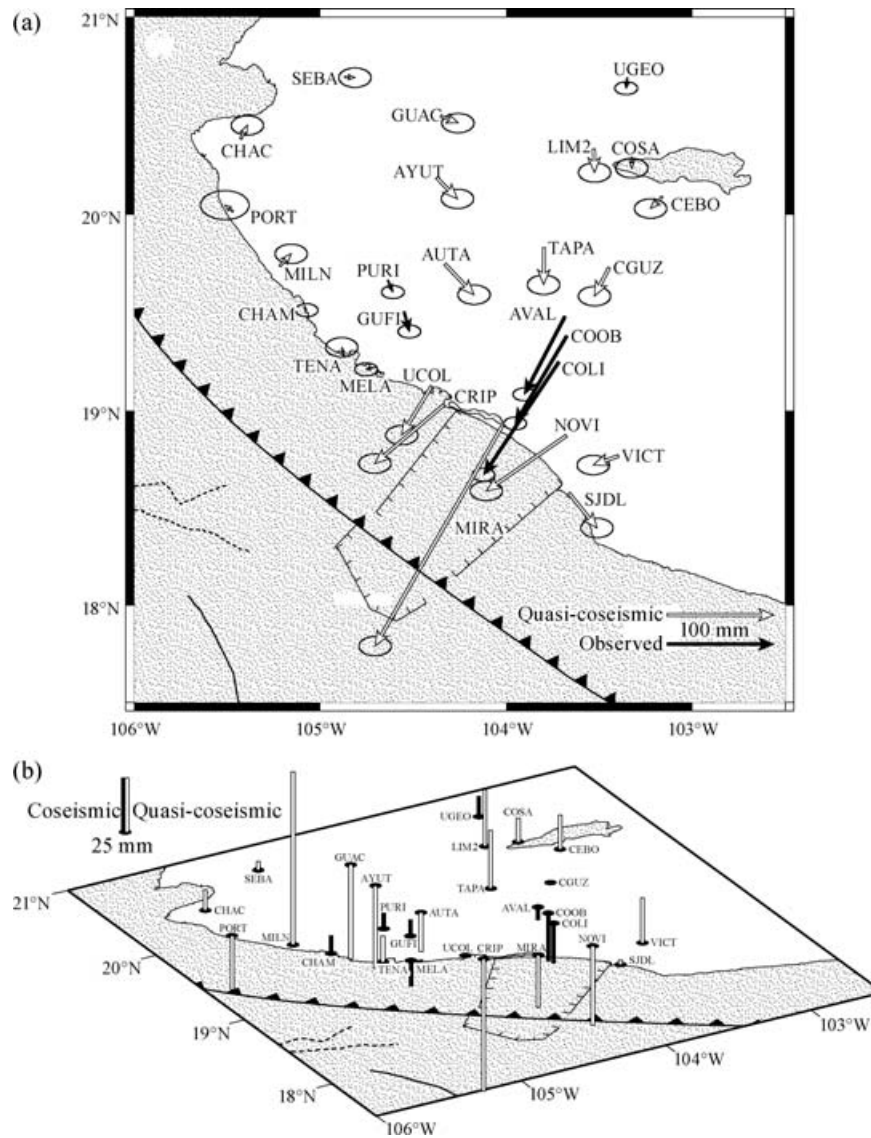 (a)
21°N
SEBA
UGEO
GUAC
CHAC
LIM2
COSA
AYUT
20°N
PORT
CEBO
AUTA
TAPA
MILN
PURI
CGUZ
CHAM
GUFI
AVAL
COOB
TENA
COLI
MELA
UCOL
CRIP
19°N
NOVI
VICT
SJDL
MIRA
18°N
Quasi-coseismic
100 mm
Observed
106°W 105°W 104°W 103°W
(b)
Coseismic Quasi-coseismic
25 mm
UGEO
COSA
LIM2
CEBO
GUAC
SEBA
AYUT
21°N
TAPA
CGUZ
CHAC
PURI
AUTA
AVAL
COOB
PORT
COLI
MILN
GUFI
CHAM
UCOL CRIP
MIRA
NOVI
VICT
20°N
TENA MELA
SJDL
19°N
103°W
104°W
18°N
105°W
106°W